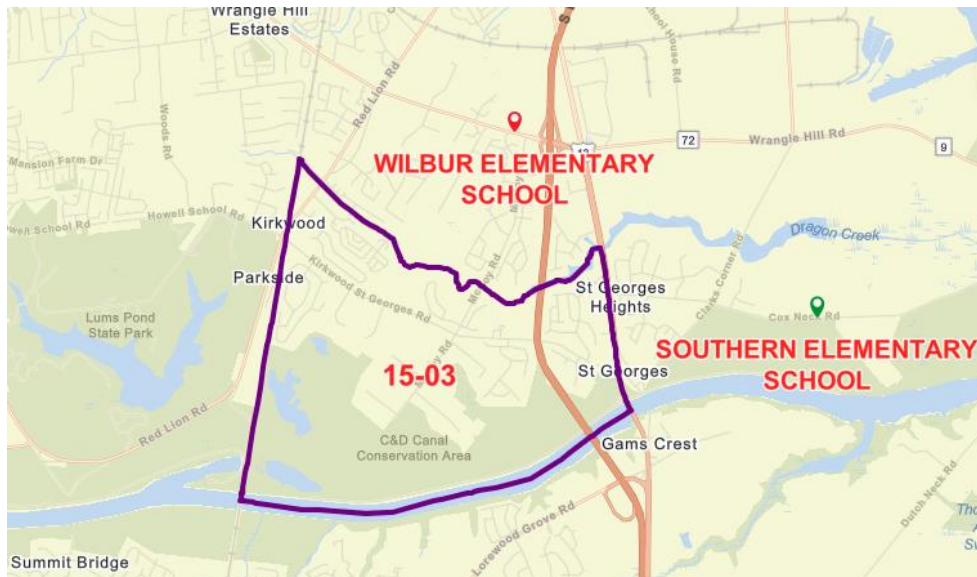 Wrangle Hill
Estates
Red Lion Rd
School House Rd
Woods Rd
72
Wrangle Hill Rd
9
13
Mansion Farm Dr
WILBUR ELEMENTARY
SCHOOL
Howell School Rd
Kirkwood
Dragon Creek
Clarks Corner Rd
Parkside
Kirkwood St Georges Rd
McCoy Rd
St Georges
Heights
Lums Pond
State Park
Cox Neck Rd
SOUTHERN ELEMENTARY
SCHOOL
15-03
St Georges
Red Lion Rd
C&D Canal
Conservation Area
Gams Crest
Lorewood Grove Rd
Dutch Neck Rd
Summit Bridge